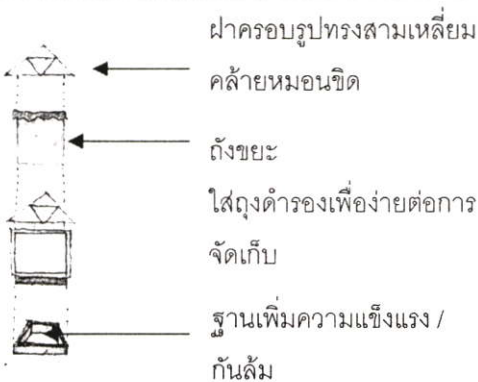 ฝาครอบรูปทรงสามเหลี่ยม
คล้ายหมอนขิด
ถังขยะ
ใส่ถุงดำรองเพื่อง่ายต่อการ
จัดเก็บ
ฐานเพิ่มความแข็งแรง /
กันล้ม